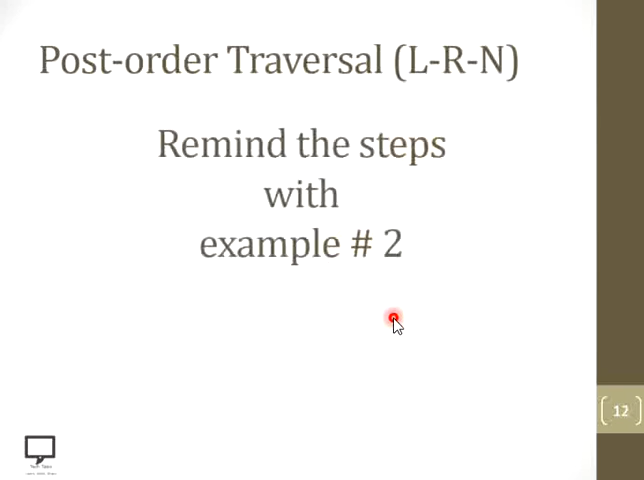 Post-order Traversal (L-R-N)
Remind the steps
with
example # 2
12